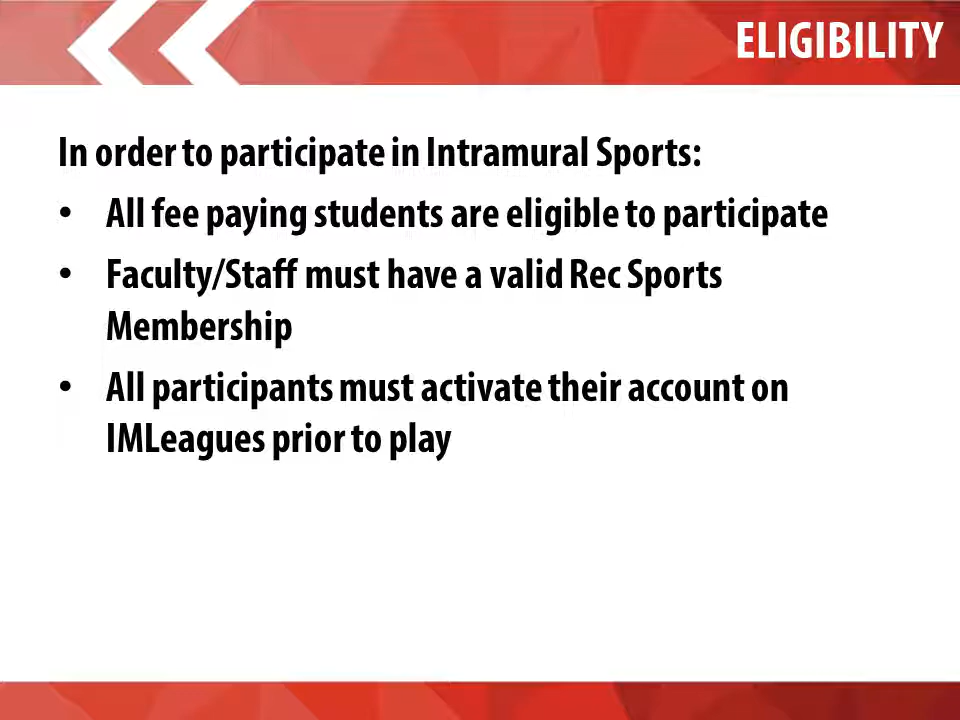 ELIGIBILITY
In order to participate in Intramural Sports:
• All fee paying students are eligible to participate
• Faculty/Staff must have a valid Rec Sports
Membership
• All participants must activate their account on
IMLeagues prior to play